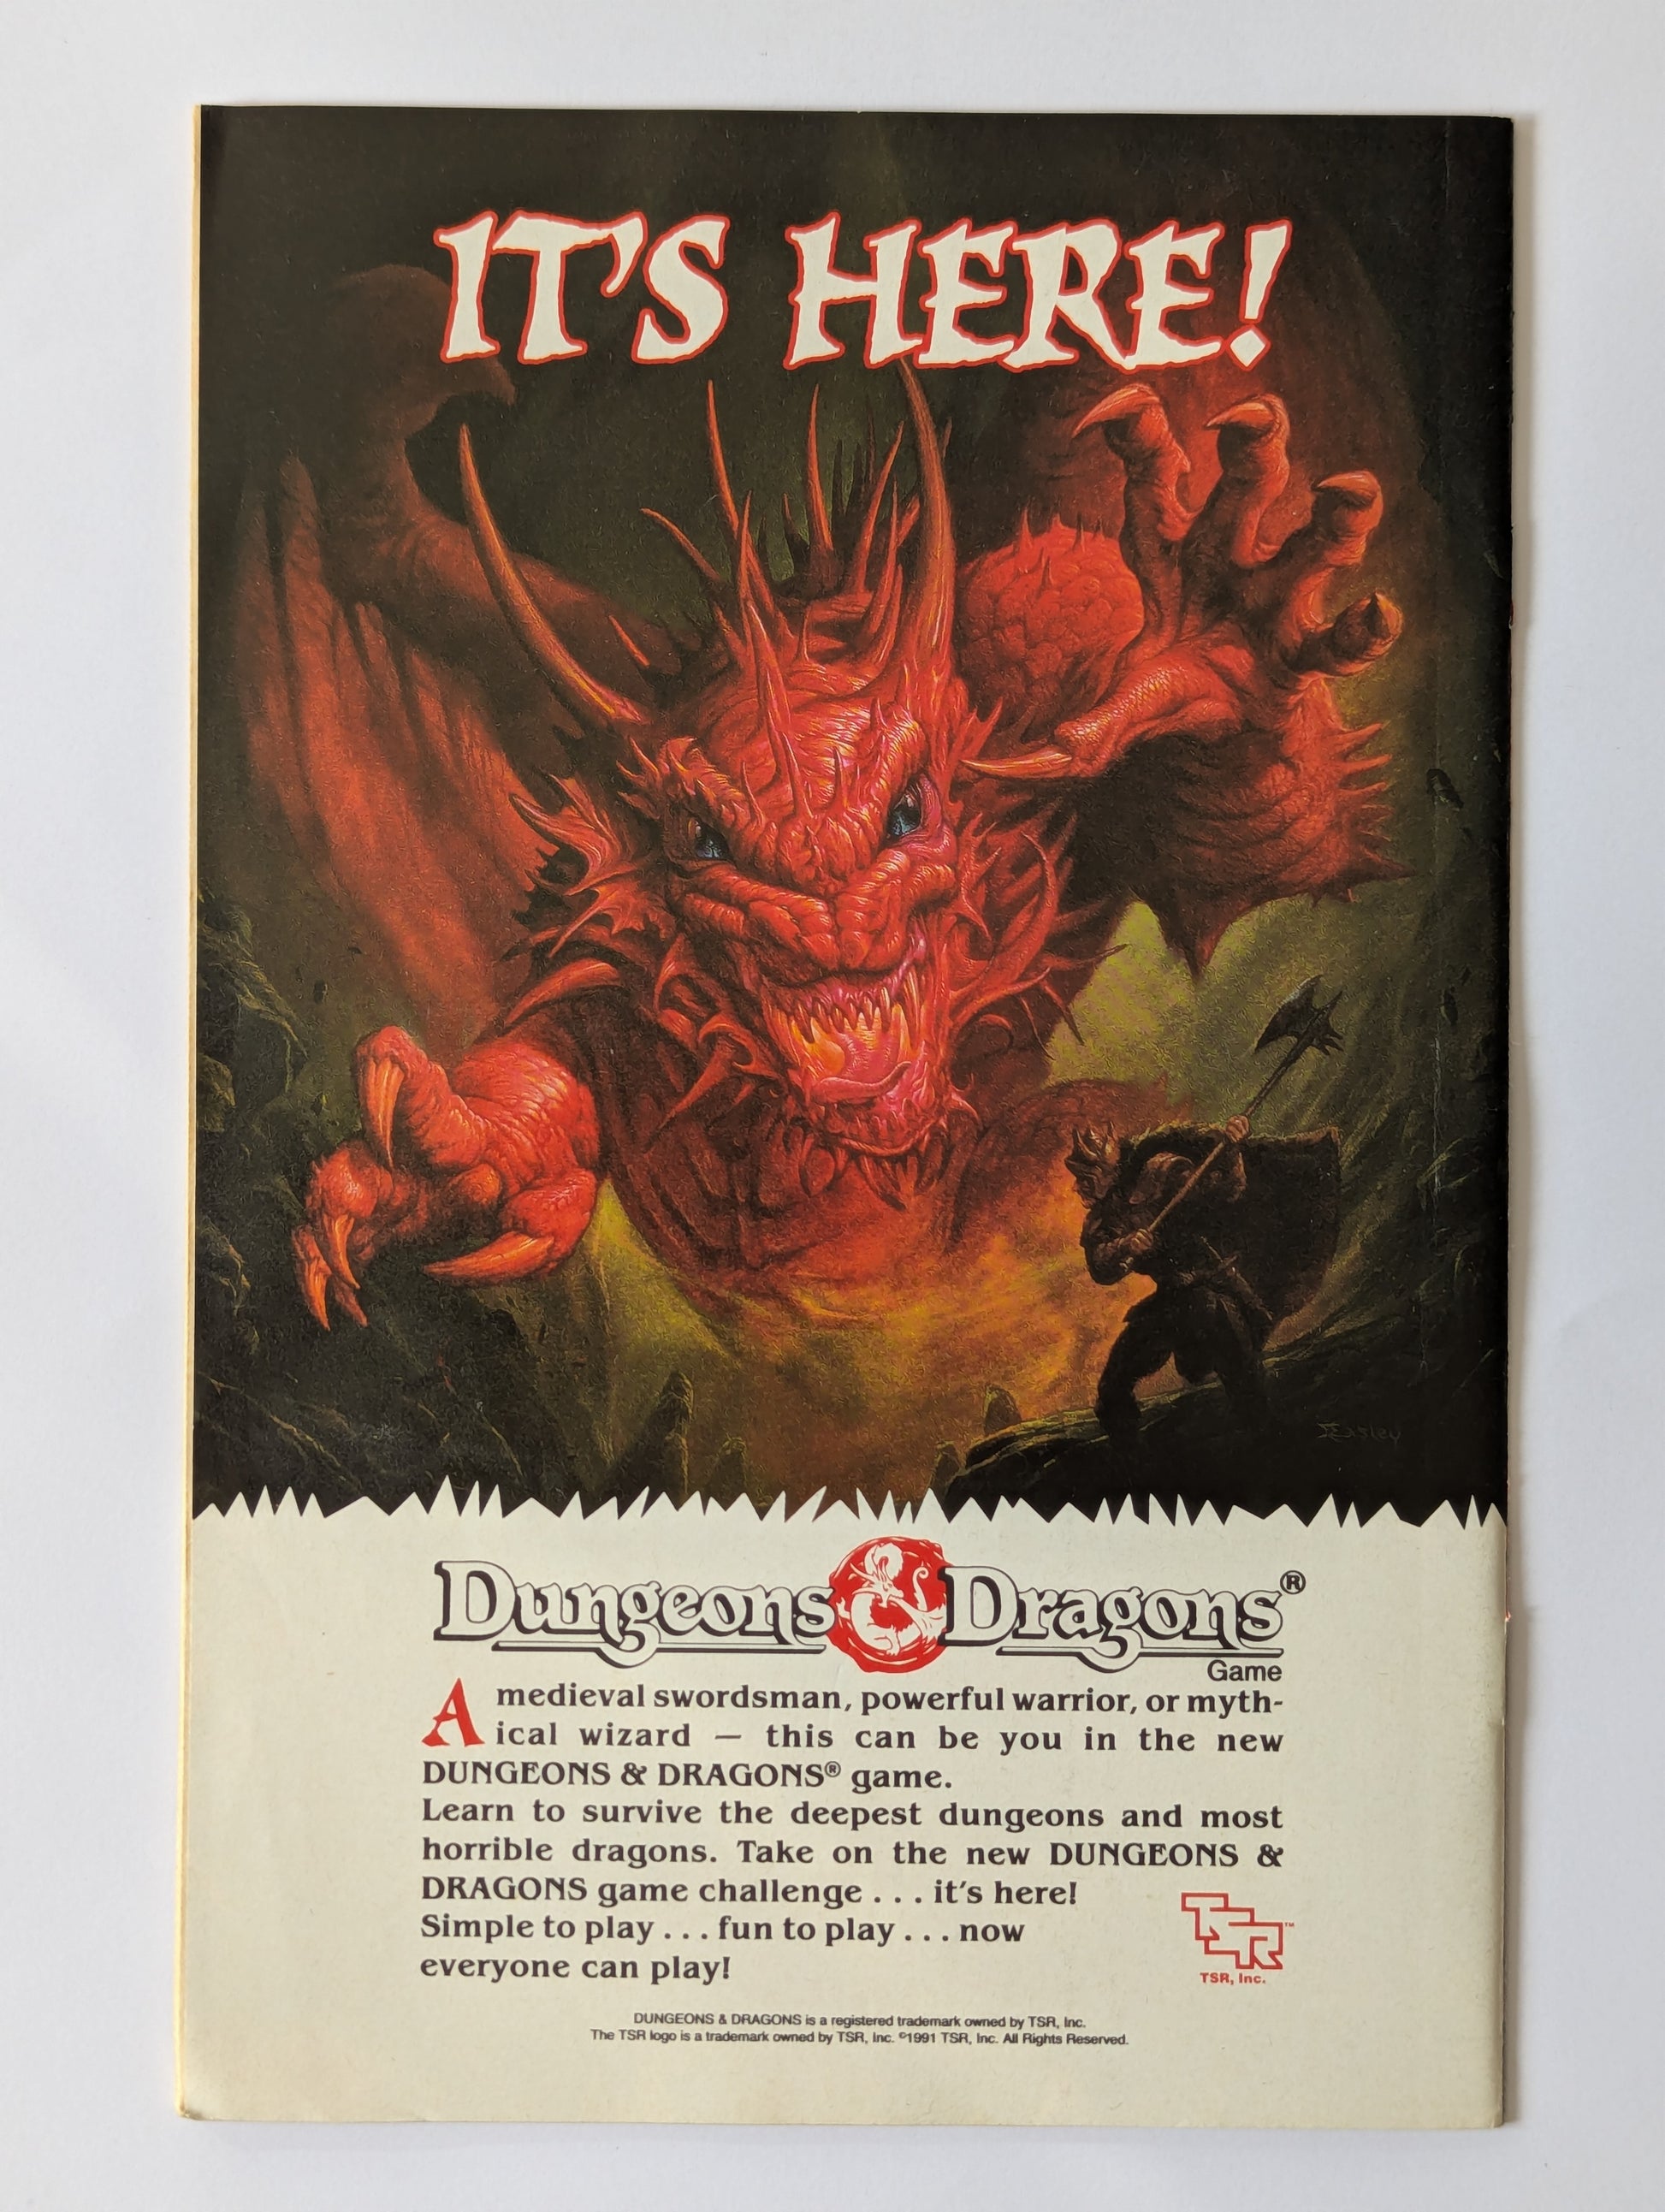 IT'S HERE!
Easley
Dungeons & Dragons®
Game
A medieval swordsman, powerful warrior, or myth-
ical wizard — this can be you in the new
DUNGEONS & DRAGONS® game.
Learn to survive the deepest dungeons and most
horrible dragons. Take on the new DUNGEONS &
DRAGONS game challenge . . . it's here!
Simple to play . . . fun to play . . . now
everyone can play!
TSR™
TSR, Inc.
DUNGEONS & DRAGONS is a registered trademark owned by TSR, Inc.
The TSR logo is a trademark owned by TSR, Inc. ©1991 TSR, Inc. All Rights Reserved.